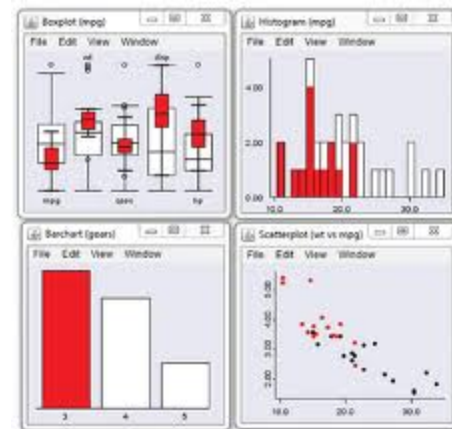 Boxplot (mpg)
File Edit View Window
wt disp
mpg qsec hp
Histogram (mpg)
File Edit View Window
4.00
2.00
0.00
10.0 20.0 30.0
Barchart (gears)
File Edit View Window
3 4 5
Scatterplot (wt vs mpg)
File Edit View Window
5.00
4.00
3.00
2.00
10.0 20.0 30.0